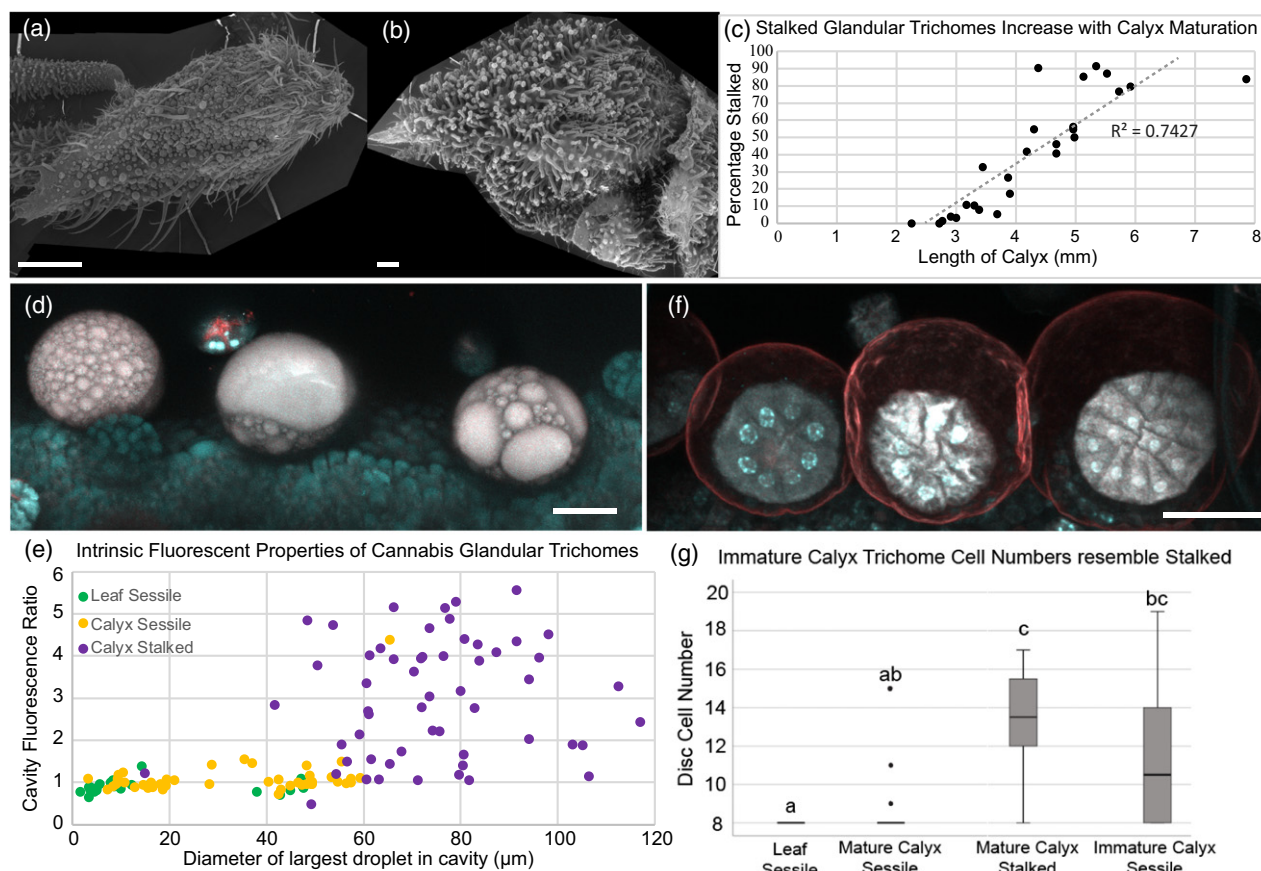 (a)
(b)
(c) Stalked Glandular Trichomes Increase with Calyx Maturation
Percentage Stalked
100
90
80
70
60
50
40
30
20
10
0
R² = 0.7427
0 1 2 3 4 5 6 7 8
Length of Calyx (mm)
(d)
(f)
(e) Intrinsic Fluorescent Properties of Cannabis Glandular Trichomes
Cavity Fluorescence Ratio
6
5
4
3
2
1
0
Leaf Sessile
Calyx Sessile
Calyx Stalked
0 20 40 60 80 100 120
Diameter of largest droplet in cavity (µm)
(g) Immature Calyx Trichome Cell Numbers resemble Stalked
Disc Cell Number
20
18
16
14
12
10
8
a
ab
c
bc
Leaf Sessile
Mature Calyx Sessile
Mature Calyx Stalked
Immature Calyx Sessile